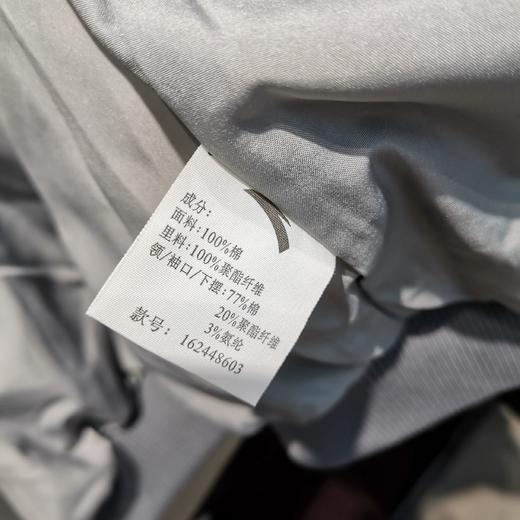 成分:
面料:100%棉
里料:100%聚酯纤维
领/袖口/下摆:77%棉
20%聚酯纤维
3%氨纶
款号: 162448603